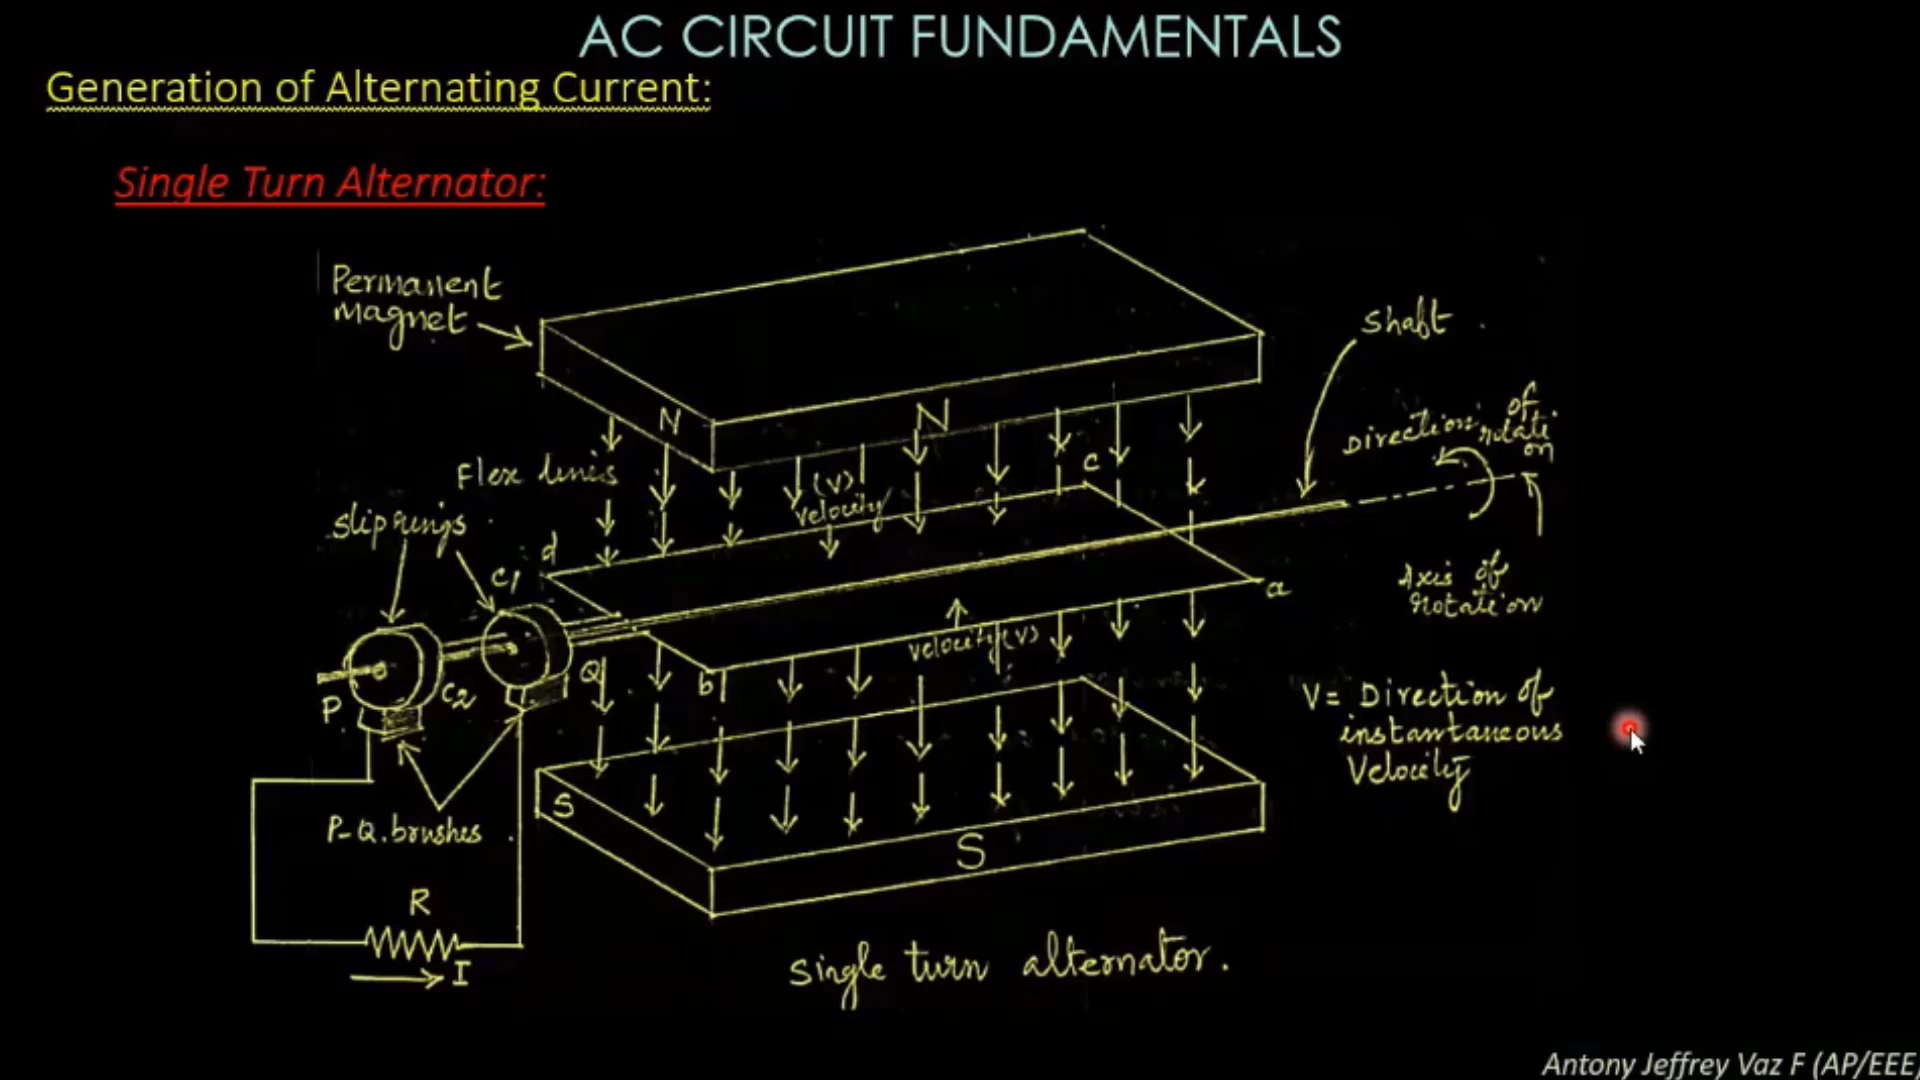 AC CIRCUIT FUNDAMENTALS
Generation of Alternating Current:
Single Turn Alternator:
Permanent
magnet
Shaft
Direction of
rotati
on
N
N
Flex lines
(V)
velocity
c
Slip rings
d
C1
a
Axis of
rotation
velocity (v)
P
C2
Q
b
V = Direction of
instantaneous
Velocity
S
P-Q. brushes
S
R
I
Single turn alternator.
Antony Jeffrey Vaz F (AP/EEE)